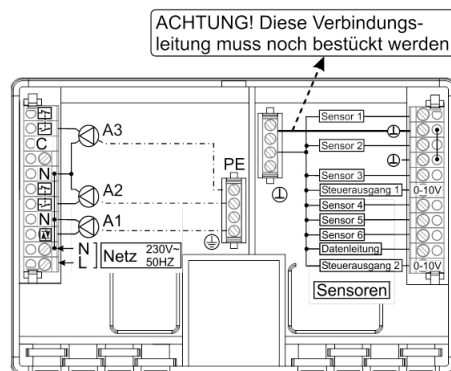 ACHTUNG! Diese Verbindungs-
leitung muss noch bestückt werden
A3
C
N
A2
N
A1
N
L
Netz 230V~
50HZ
PE
Sensor 1
Sensor 2
Sensor 3
Steuerausgang 1 0-10V
Sensor 4
Sensor 5
Sensor 6
Datenleitung
Steuerausgang 2 0-10V
Sensoren